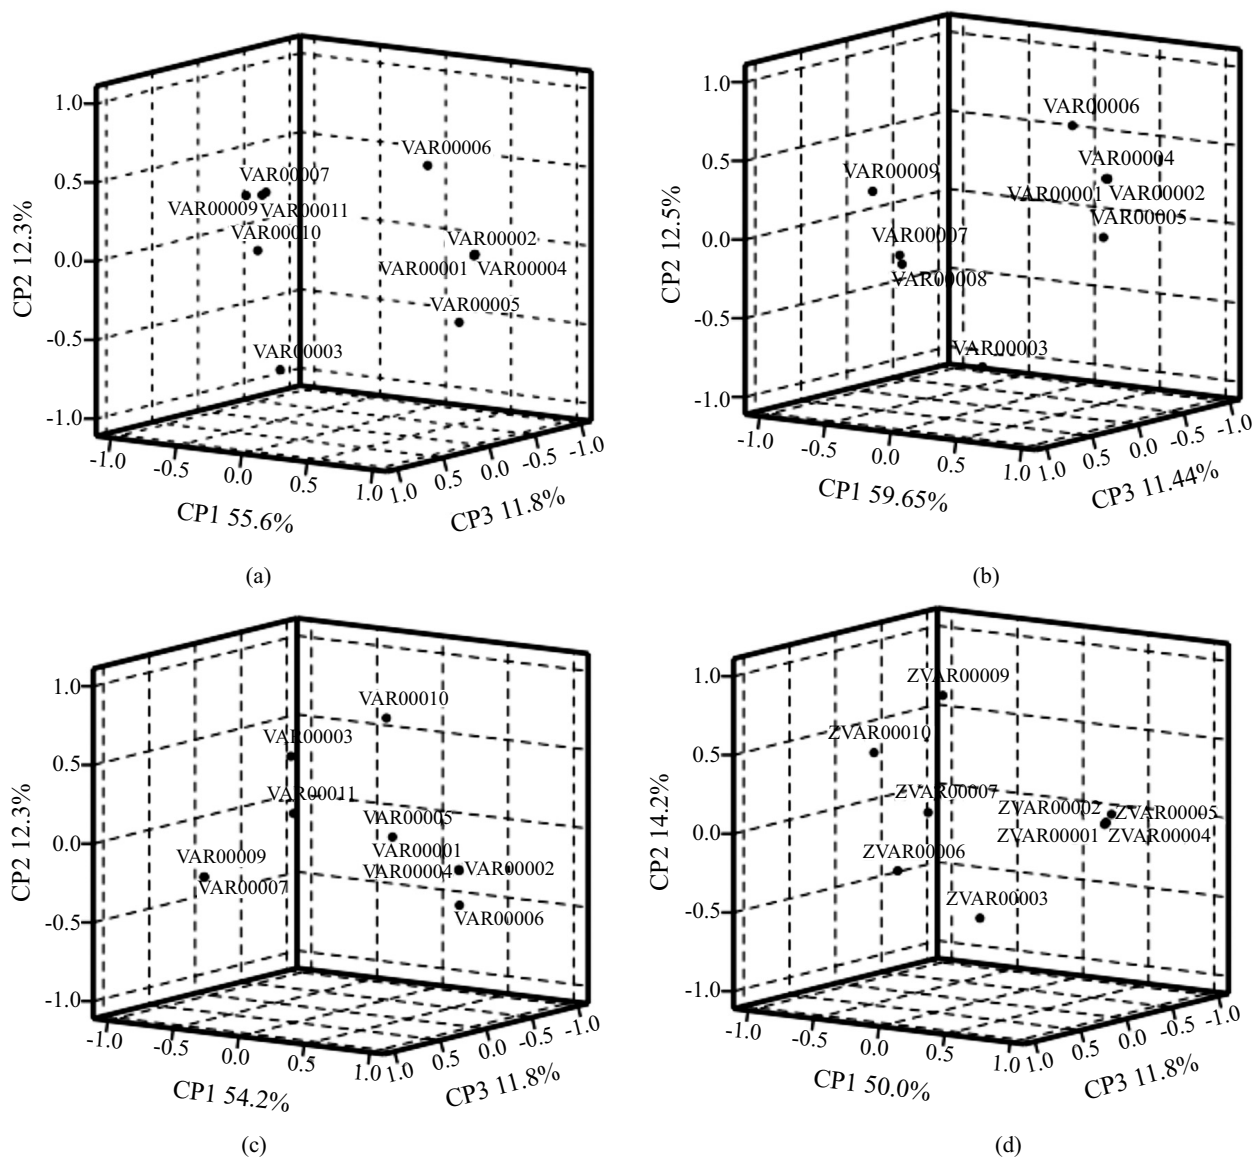 1.0
0.5
0.0
-0.5
-1.0
CP2 12.3%
VAR00006
VAR00007
VAR00009 VAR00011
VAR00010
VAR00002
VAR00001 VAR00004
VAR00005
VAR00003
-1.0 -0.5 0.0 0.5 1.0
CP1 55.6%
1.0 0.5 0.0 -0.5 -1.0
CP3 11.8%
(a)
1.0
0.5
0.0
-0.5
-1.0
CP2 12.5%
VAR00006
VAR00004
VAR00009
VAR00001 VAR00002
VAR00005
VAR00007
VAR00008
VAR00003
-1.0 -0.5 0.0 0.5 1.0
CP1 59.65%
1.0 0.5 0.0 -0.5 -1.0
CP3 11.44%
(b)
1.0
0.5
0.0
-0.5
-1.0
CP2 12.3%
VAR00010
VAR00003
VAR00011
VAR00005
VAR00001
VAR00009
VAR00004 VAR00002
VAR00007
VAR00006
-1.0 -0.5 0.0 0.5 1.0
CP1 54.2%
1.0 0.5 0.0 -0.5 -1.0
CP3 11.8%
(c)
1.0
0.5
0.0
-0.5
-1.0
CP2 14.2%
ZVAR00009
ZVAR00010
ZVAR00007
ZVAR00002 ZVAR00005
ZVAR00001 ZVAR00004
ZVAR00006
ZVAR00003
-1.0 -0.5 0.0 0.5 1.0
CP1 50.0%
1.0 0.5 0.0 -0.5 -1.0
CP3 11.8%
(d)